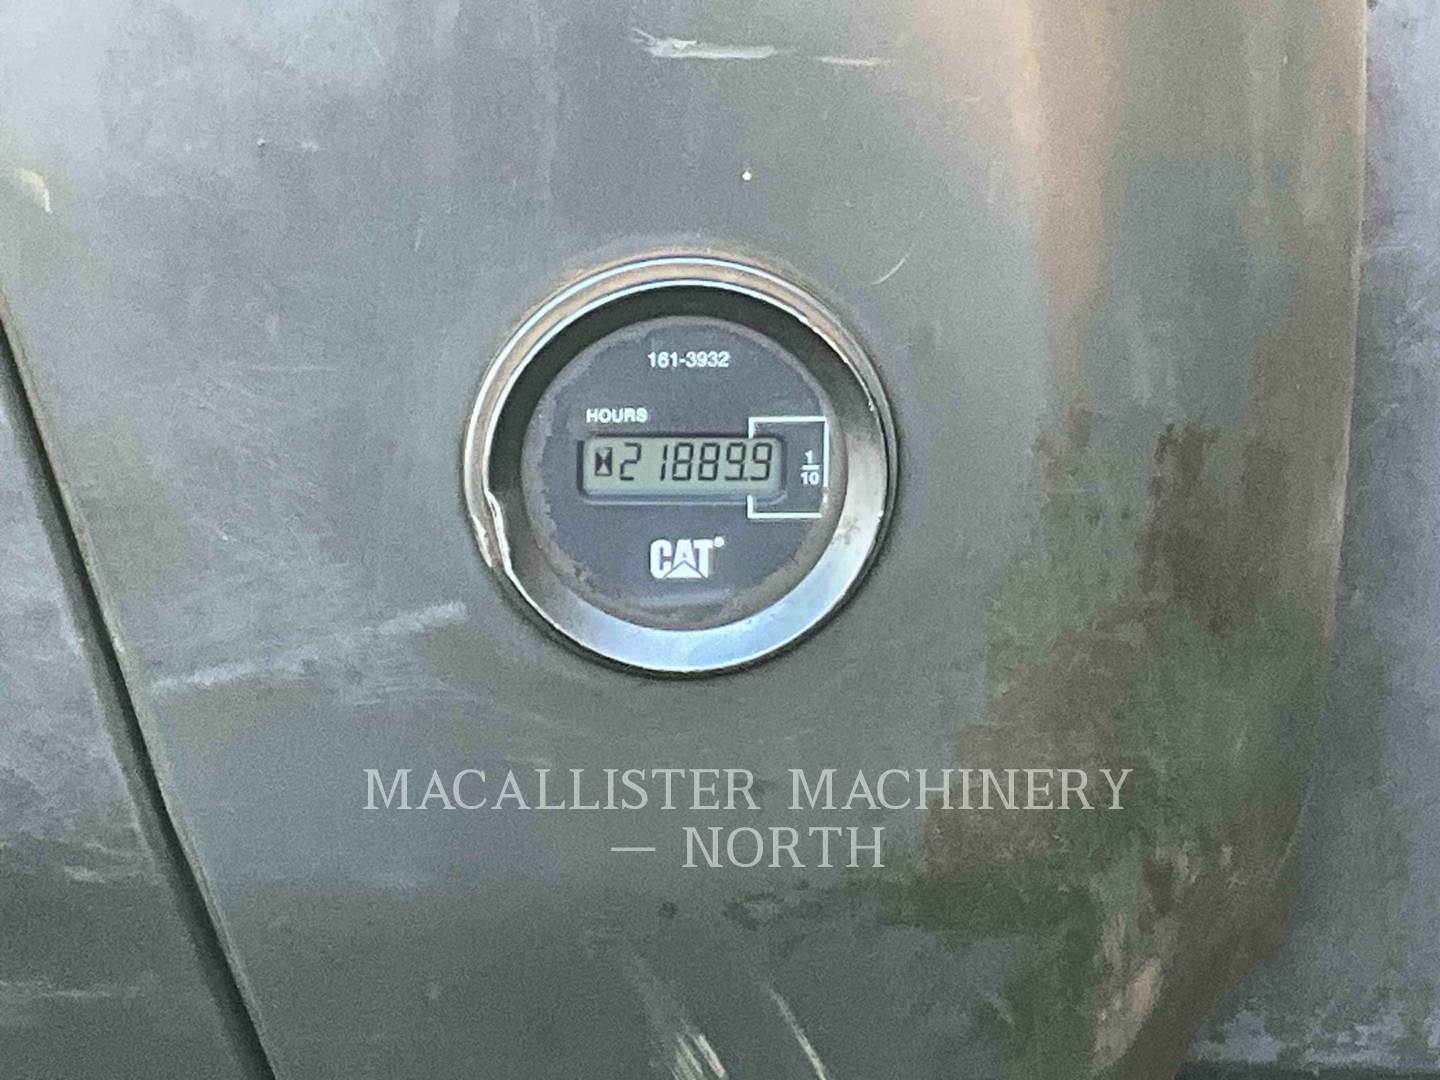 161-3932
HOURS
21889.9
1
10
CAT®
MACALLISTER MACHINERY
— NORTH